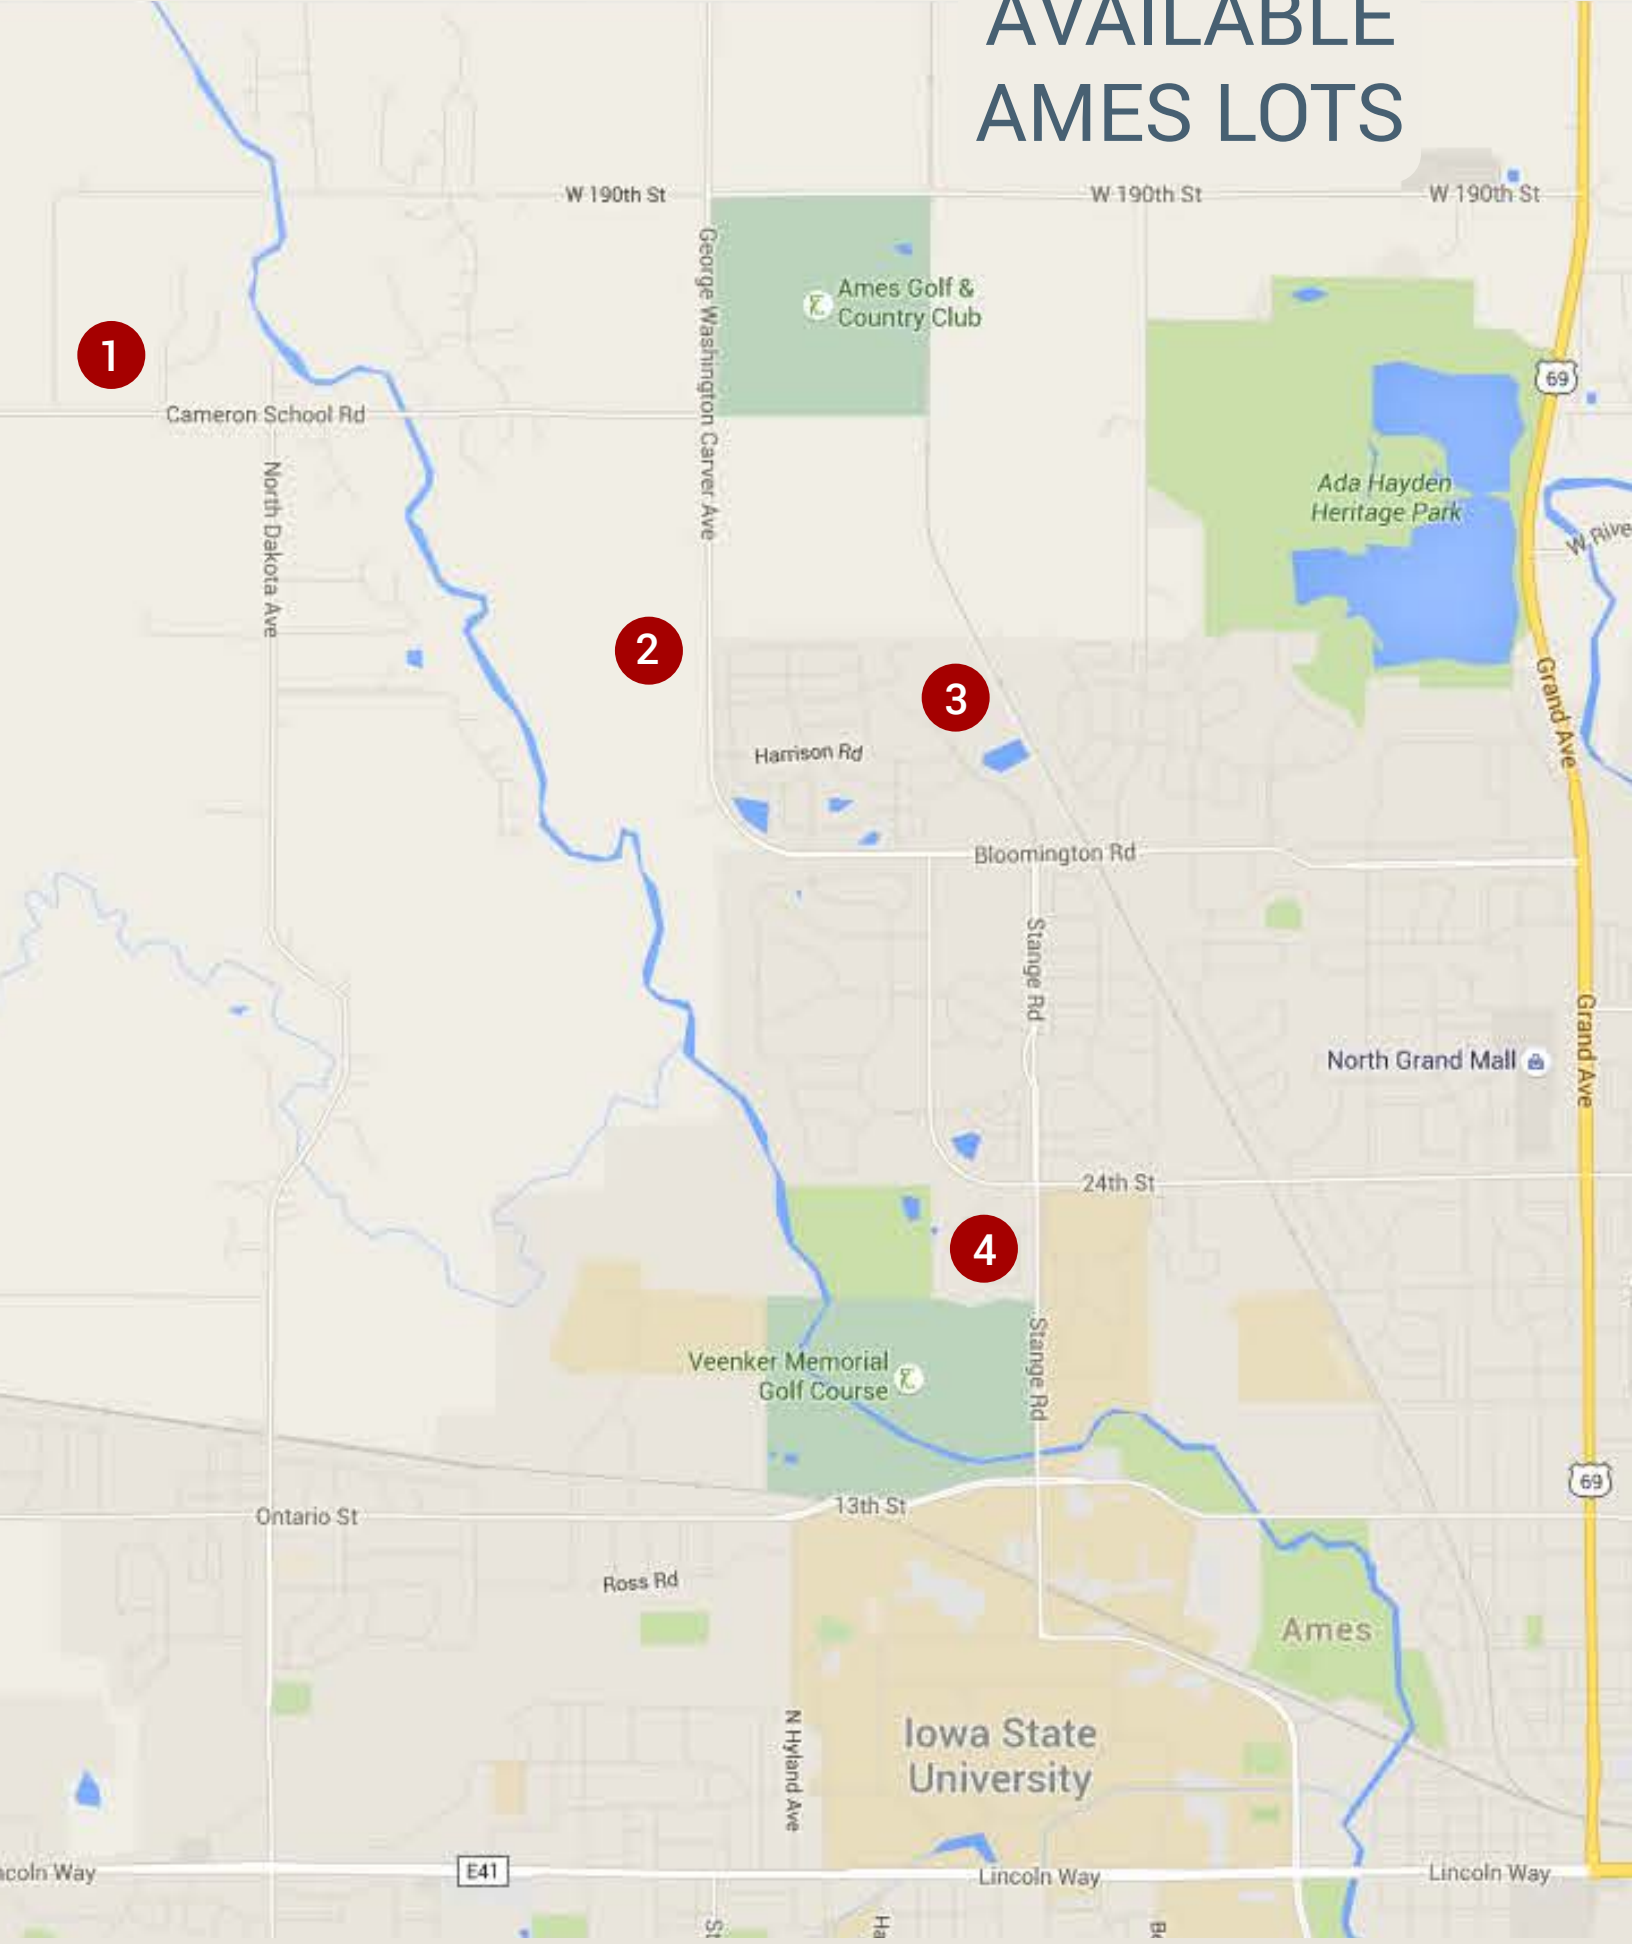 AVAILABLE
AMES LOTS
W 190th St
W 190th St
W 190th St
George Washington Carver Ave
Ames Golf &
Country Club
1
69
Cameron School Rd
North Dakota Ave
Ada Hayden
Heritage Park
W Rive
2
3
Grand Ave
Harrison Rd
Bloomington Rd
Stange Rd
Grand Ave
North Grand Mall
24th St
4
Stange Rd
Veenker Memorial
Golf Course
69
13th St
Ontario St
Ross Rd
Ames
N Hyland Ave
Iowa State
University
coln Way
E41
Lincoln Way
Lincoln Way
St
Ha